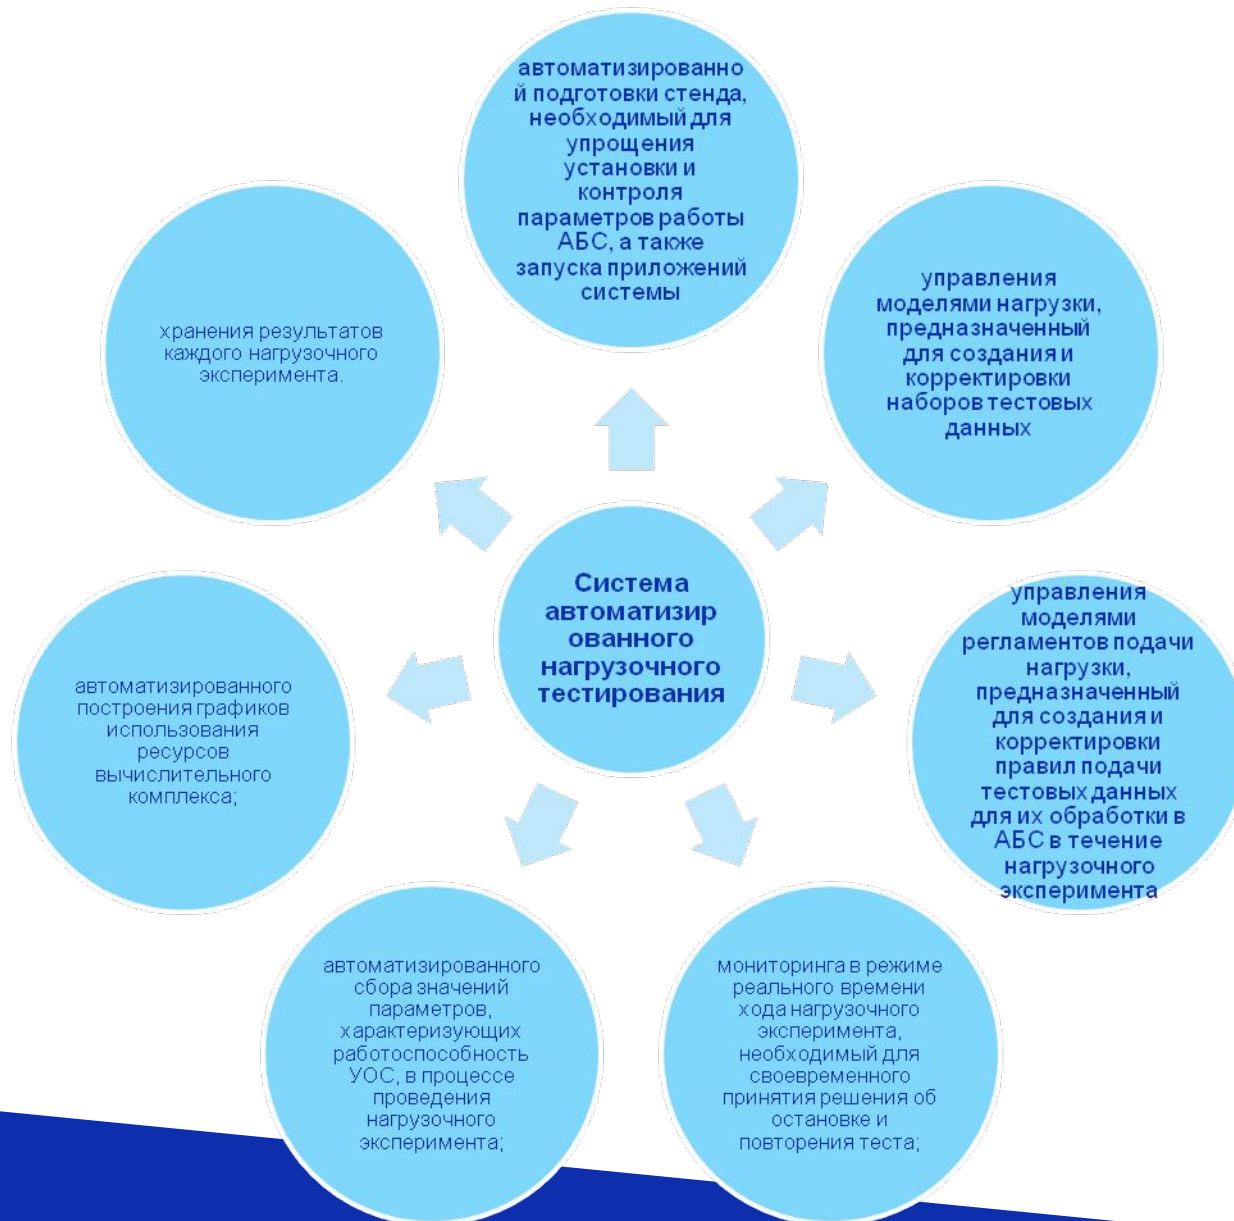 автоматизированно
й подготовки стенда,
необходимый для
упрощения
установки и
контроля
параметров работы
АБС, а также
запуска приложений
системы
управления
моделями нагрузки,
предназначенный
для создания и
корректировки
наборов тестовых
данных
управления
моделями
регламентов подачи
нагрузки,
предназначенный
для создания и
корректировки
правил подачи
тестовых данных
для их обработки в
АБС в течение
нагрузочного
эксперимента
мониторинга в режиме
реального времени
хода нагрузочного
эксперимента,
необходимый для
своевременного
принятия решения об
остановке и
повторения теста;
автоматизированного
сбора значений
параметров,
характеризующих
работоспособность
УОС, в процессе
проведения
нагрузочного
эксперимента;
автоматизированного
построения графиков
использования
ресурсов
вычислительного
комплекса;
хранения результатов
каждого нагрузочного
эксперимента.
Система
автоматизир
ованного
нагрузочного
тестирования